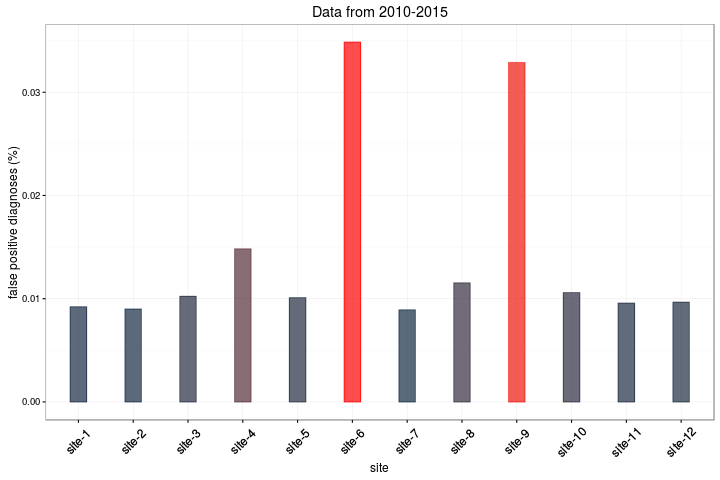 Data from 2010-2015
false positive diagnoses (%)
0.03
0.02
0.01
0.00
site-1 site-2 site-3 site-4 site-5 site-6 site-7 site-8 site-9 site-10 site-11 site-12
site